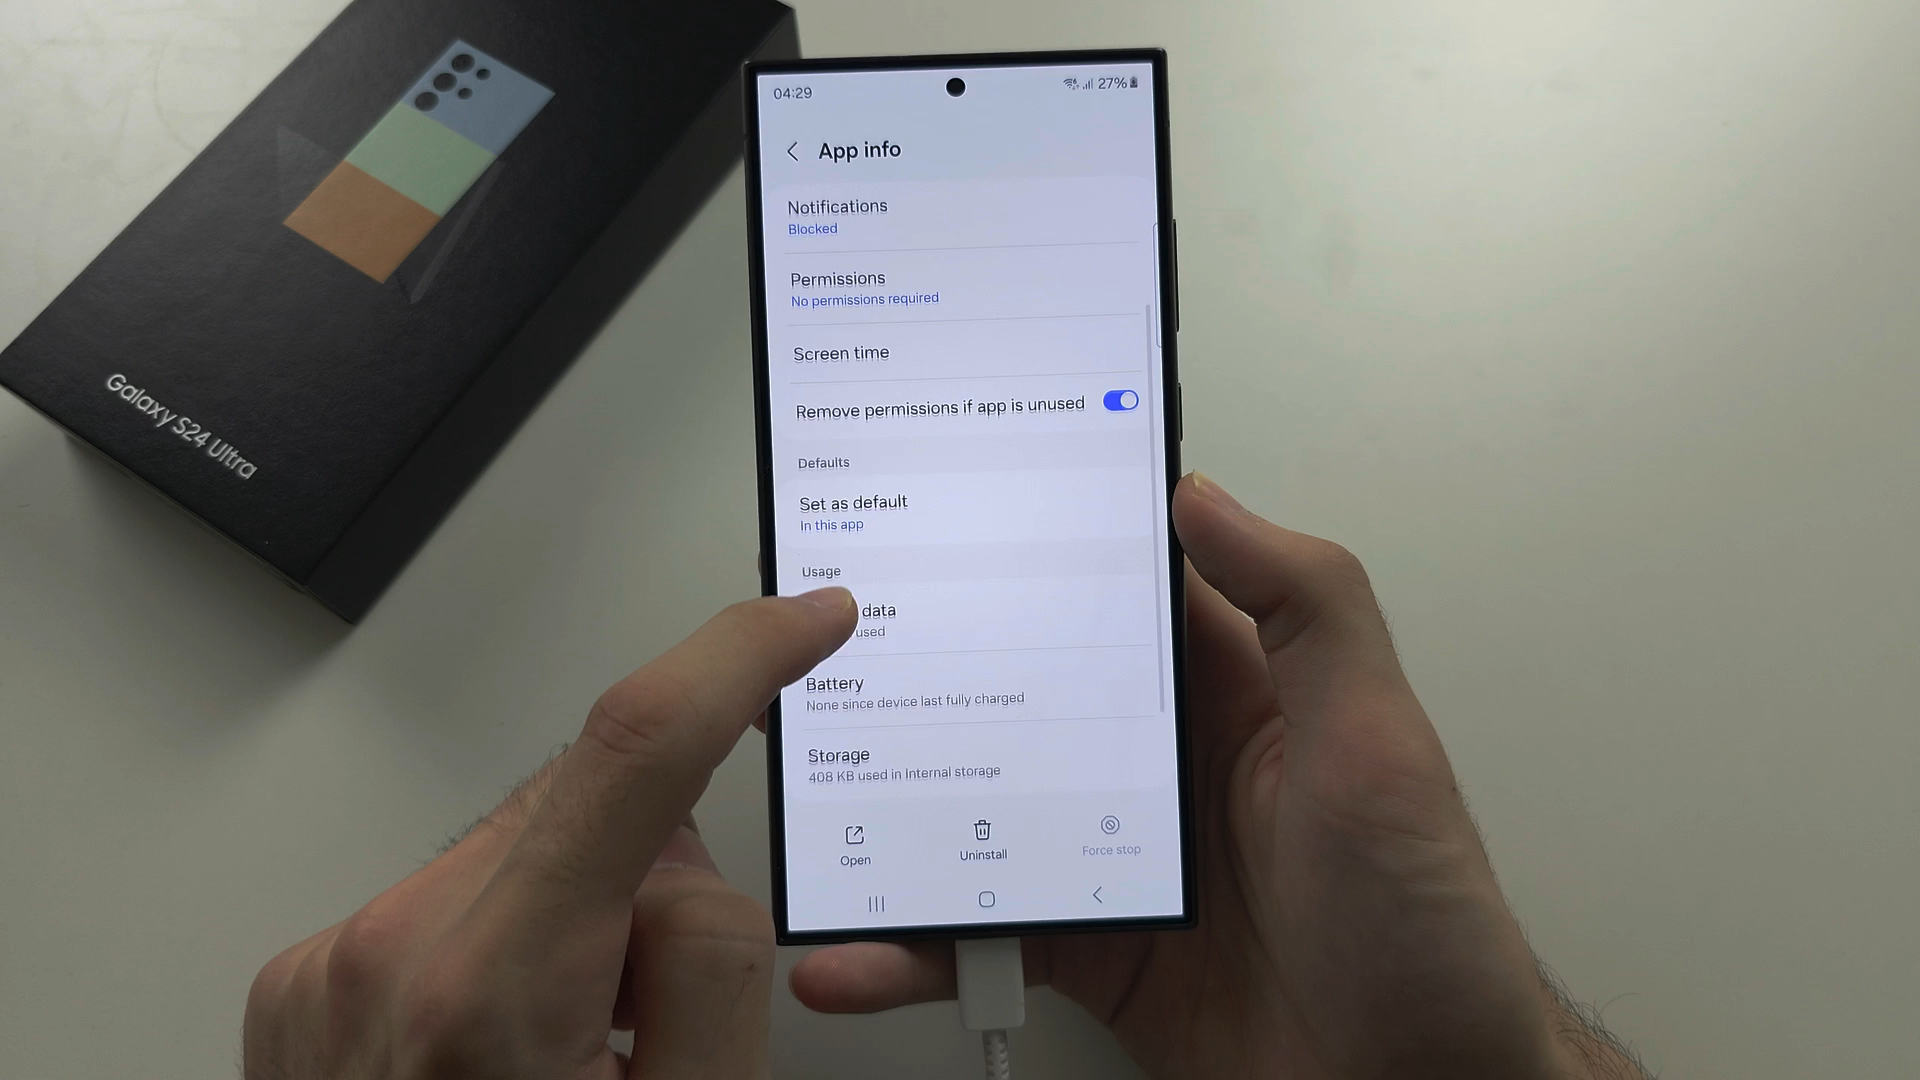 Galaxy S24 Ultra
04:29
27%
App info
Notifications
Blocked
Permissions
No permissions required
Screen time
Remove permissions if app is unused
Defaults
Set as default
In this app
Usage
data
used
Battery
None since device last fully charged
Storage
408 KB used in Internal storage
Open
Uninstall
Force stop